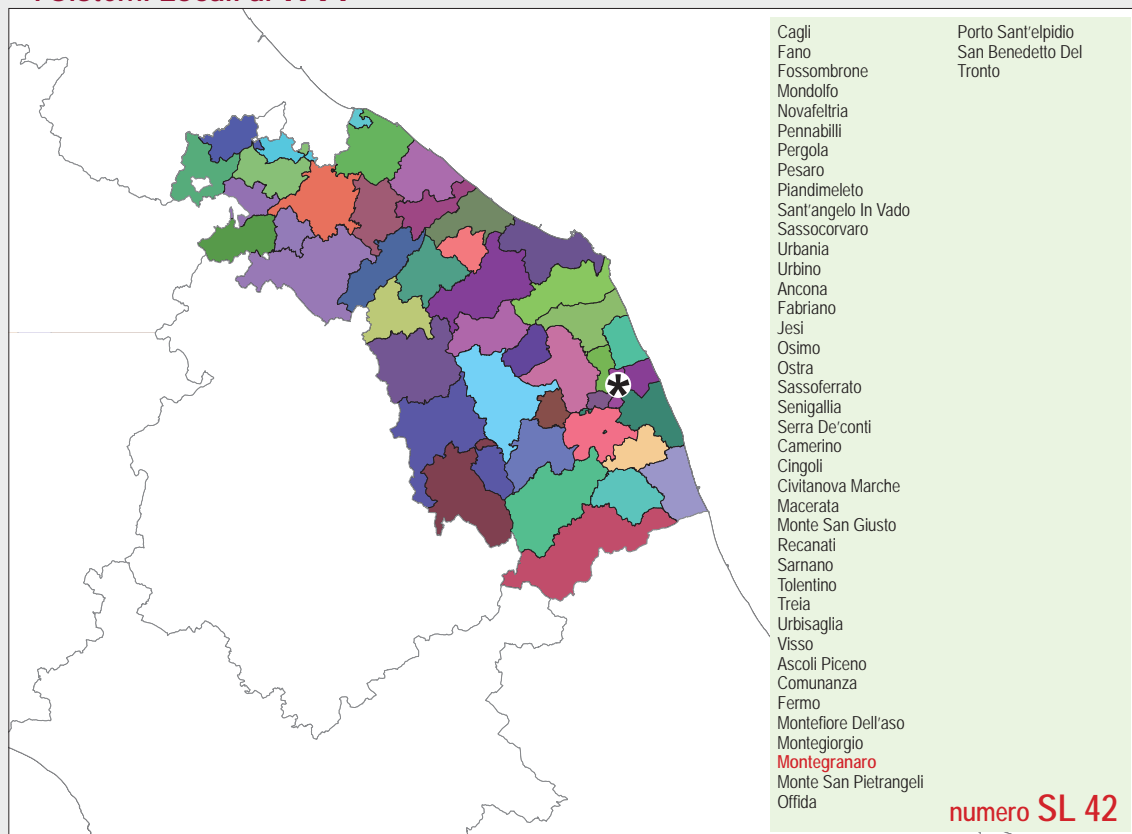 Cagli
Fano
Fossombrone
Mondolfo
Novafeltria
Pennabilli
Pergola
Pesaro
Piandimeleto
Sant'angelo In Vado
Sassocorvaro
Urbania
Urbino
Ancona
Fabriano
Jesi
Osimo
Ostra
Sassoferrato
Senigallia
Serra De'conti
Camerino
Cingoli
Civitanova Marche
Macerata
Monte San Giusto
Recanati
Sarnano
Tolentino
Treia
Urbisaglia
Visso
Ascoli Piceno
Comunanza
Fermo
Montefiore Dell'aso
Montegiorgio
Montegranaro
Monte San Pietrangeli
Offida
Porto Sant'elpidio
San Benedetto Del
Tronto
numero SL 42